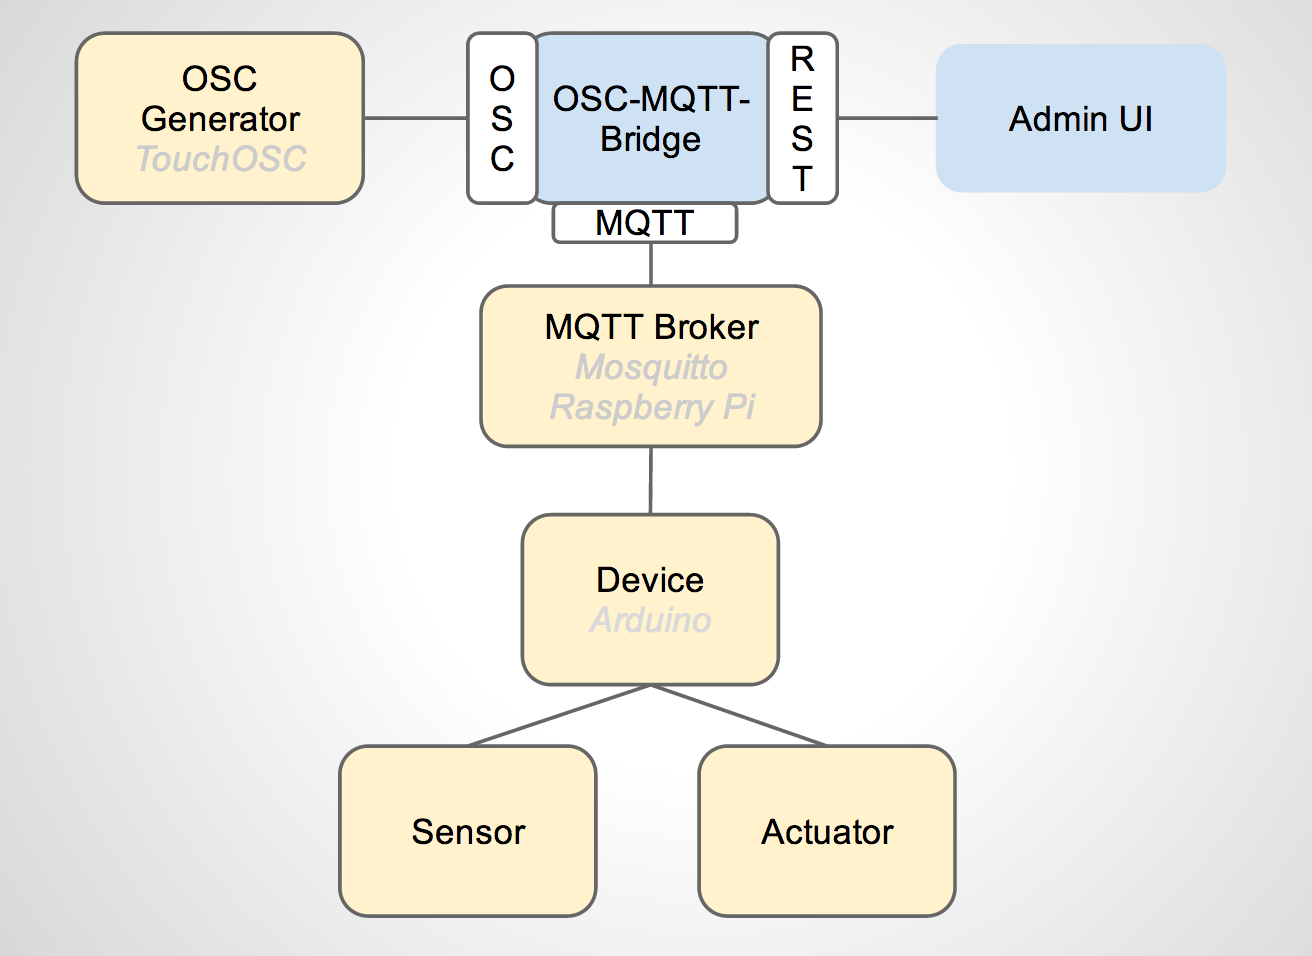 OSC
Generator
TouchOSC
O
S
C
OSC-MQTT-
Bridge
R
E
S
T
Admin UI
MQTT
MQTT Broker
Mosquitto
Raspberry Pi
Device
Arduino
Sensor
Actuator